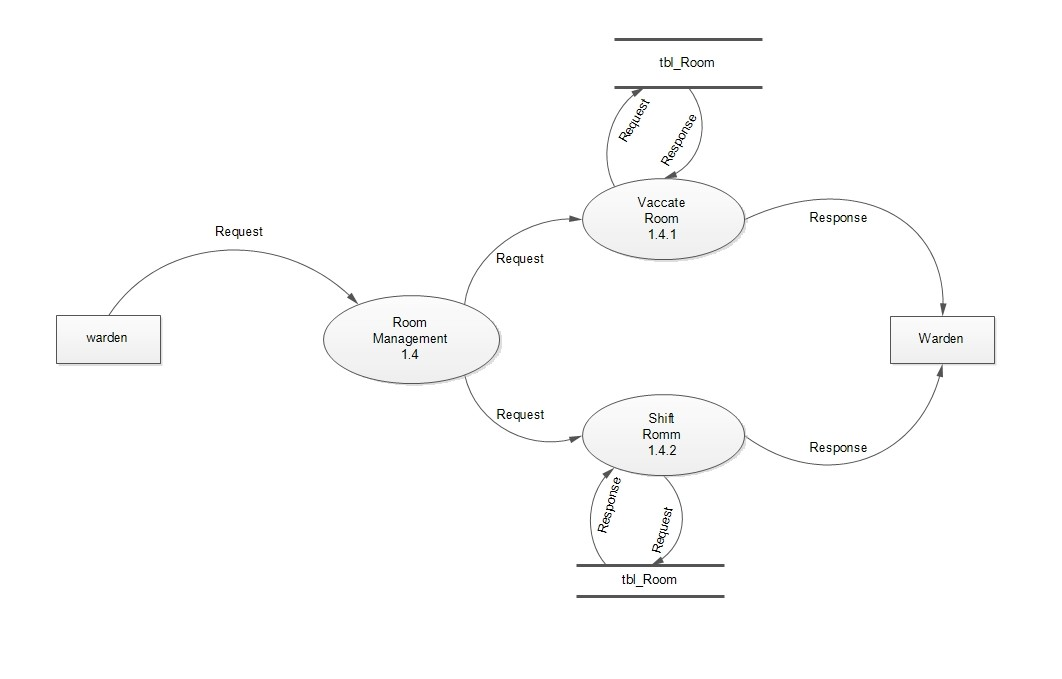 tbl_Room
Request
Response
Vaccate
Room
1.4.1
Response
Request
Request
warden
Room
Management
1.4
Warden
Request
Shift
Romm
1.4.2
Response
Response
Request
tbl_Room